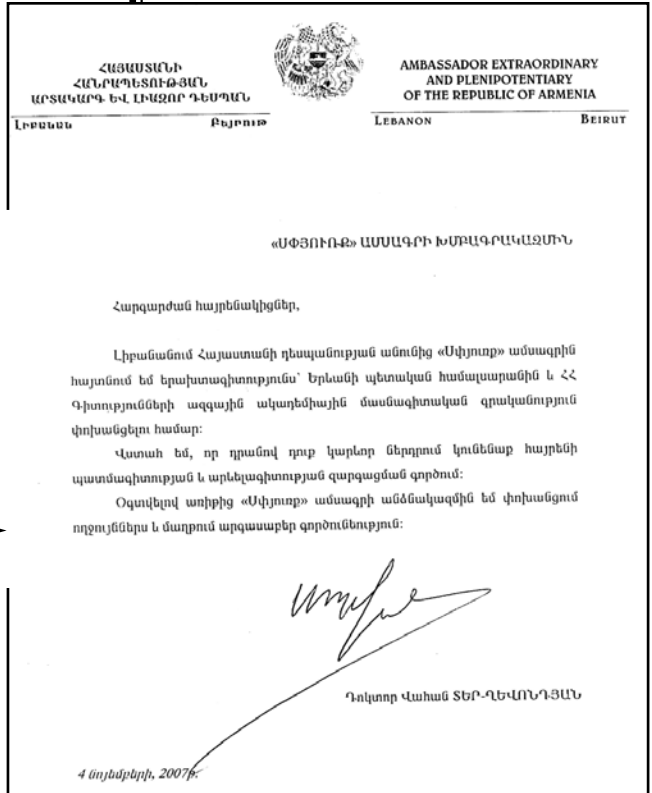 ՀԱՅԱՍՏԱՆԻ
ՀԱՆՐԱՊԵՏՈՒԹՅԱՆ
ԱՐՏԱԿԱՐԳ ԵՎ ԼԻԱԶՈՐ ԴԵՍՊԱՆ
AMBASSADOR EXTRAORDINARY
AND PLENIPOTENTIARY
OF THE REPUBLIC OF ARMENIA
ԼԻԲԱՆԱՆ Բեյրութ LEBANON BEIRUT
«ՍՓՅՈՒՌՔ» ԱՄՍԱԳՐԻ ԽՄԲԱԳՐԱԿԱԶՄԻՆ
Հարգարժան հայրենակիցներ,
Լիբանանում Հայաստանի դեսպանության անունից «Սփյուռք» ամսագրին
հայտնում եմ երախտագիտությունս՝ Երևանի պետական համալսարանին և ՀՀ
Գիտությունների ազգային ակադեմիային մասնագիտական գրականություն
փոխանցելու համար:
Վստահ եմ, որ դրանով դուք կարևոր ներդրում կունենաք հայրենի
պատմագիտության և արևելագիտության զարգացման գործում:
Օգտվելով առիթից «Սփյուռք» ամսագրի անձնակազմին եմ փոխանցում
ողջույններս և մաղթում արգասաբեր գործունեություն:
Դոկտոր Վահան ՏԵՐ-ՂԵՎՈՆԴՅԱՆ
4 նոյեմբերի, 2007թ.